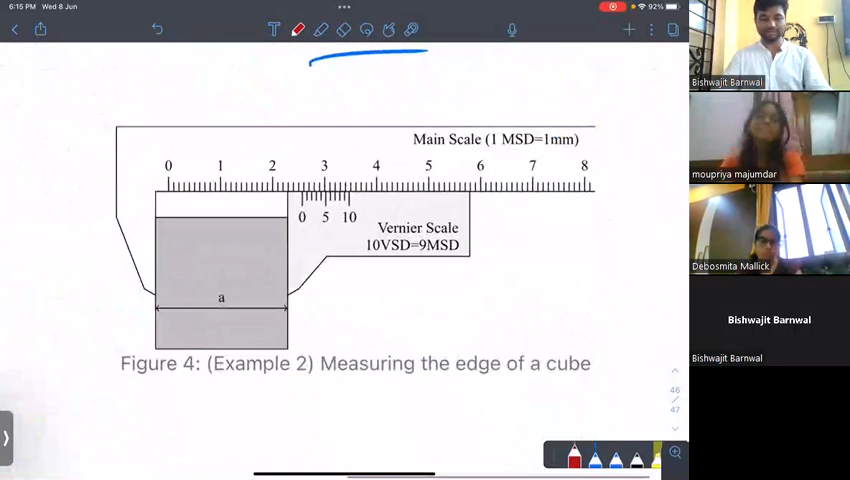 6:15 PM Wed 8 Jun
92%
Main Scale (1 MSD=1mm)
0 1 2 3 4 5 6 7 8
0 5 10
Vernier Scale
10VSD=9MSD
a
Figure 4: (Example 2) Measuring the edge of a cube
46
/
47
Bishwajit Barnwal
moupriya majumdar
Debosmita Mallick
Bishwajit Barnwal
Bishwajit Barnwal